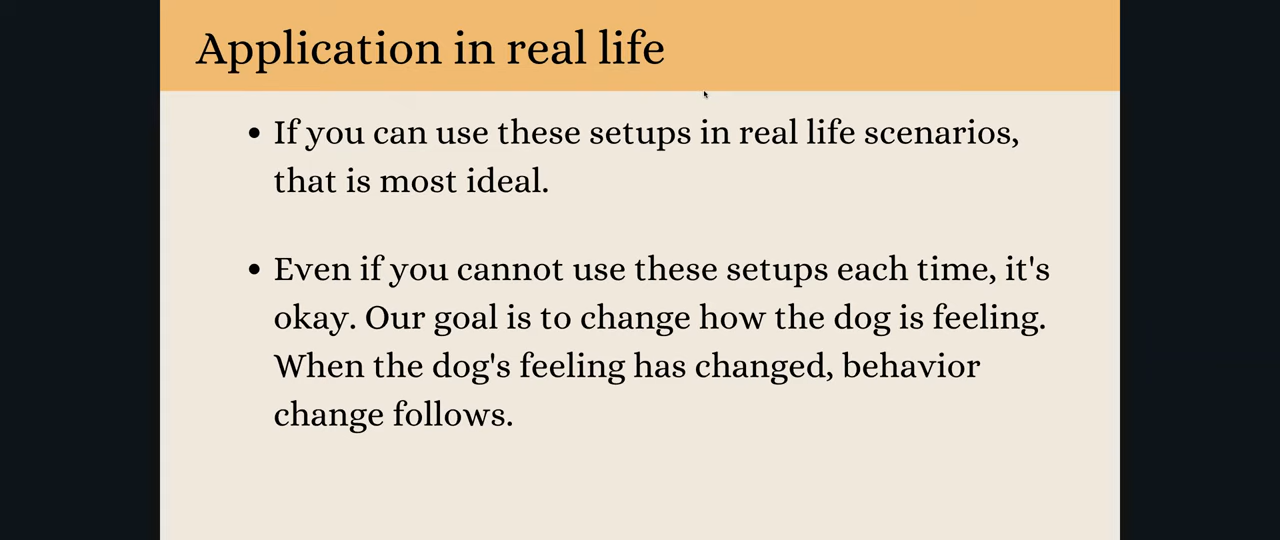 Application in real life
• If you can use these setups in real life scenarios,
that is most ideal.
• Even if you cannot use these setups each time, it's
okay. Our goal is to change how the dog is feeling.
When the dog's feeling has changed, behavior
change follows.